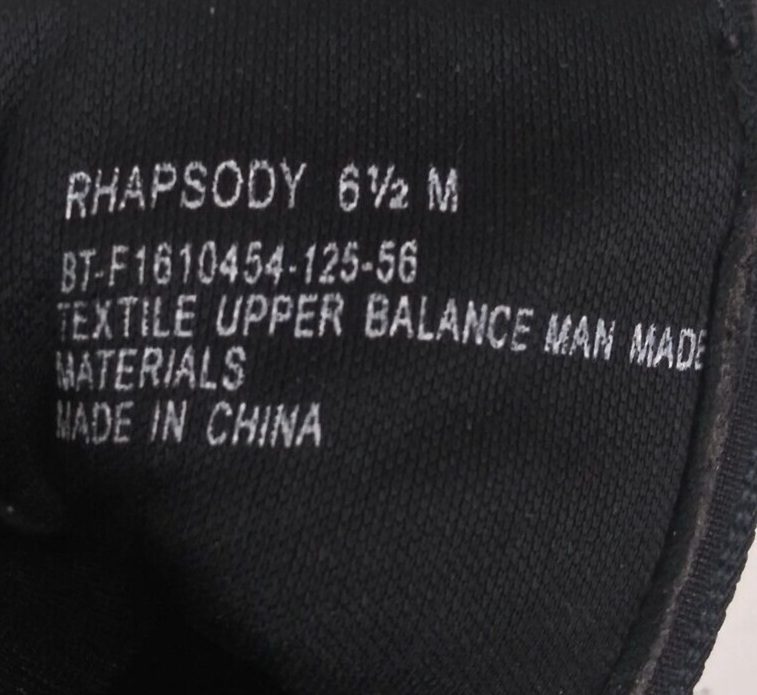 RHAPSODY 6½ M
BT-F1610454-125-56
TEXTILE UPPER BALANCE MAN MADE
MATERIALS
MADE IN CHINA